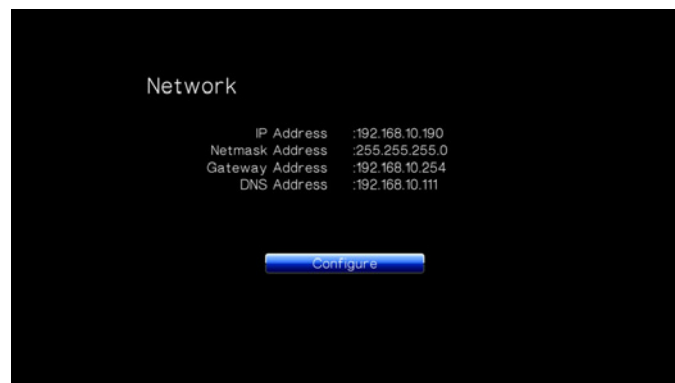 Network
IP Address :192.168.10.190
Netmask Address :255.255.255.0
Gateway Address :192.168.10.254
DNS Address :192.168.10.111
Configure